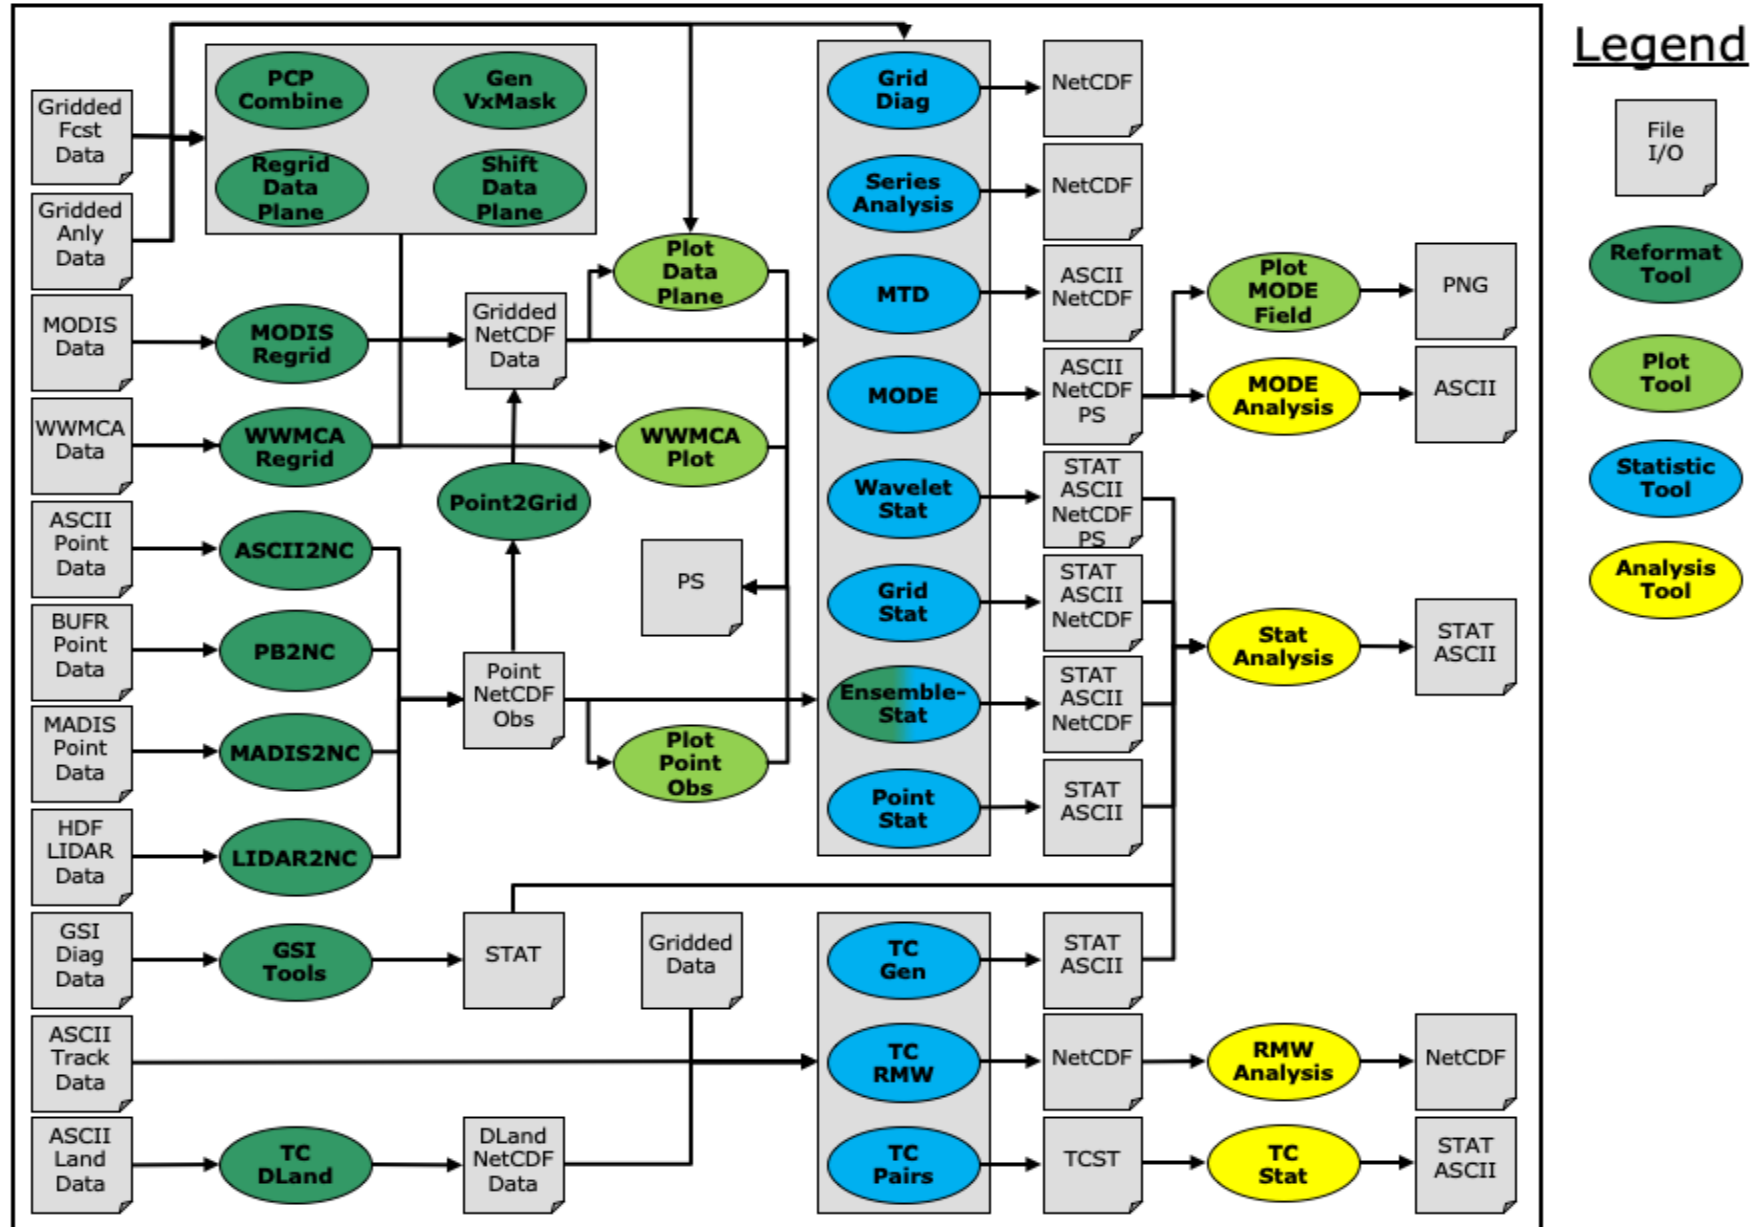 Legend
File
I/O
Reformat
Tool
Plot
Tool
Statistic
Tool
Analysis
Tool
Gridded
Fcst
Data
Gridded
Anly
Data
MODIS
Data
WWMCA
Data
ASCII
Point
Data
BUFR
Point
Data
MADIS
Point
Data
HDF
LIDAR
Data
GSI
Diag
Data
ASCII
Track
Data
ASCII
Land
Data
PCP
Combine
Gen
VxMask
Regrid
Data
Plane
Shift
Data
Plane
MODIS
Regrid
WWMCA
Regrid
ASCII2NC
PB2NC
MADIS2NC
LIDAR2NC
GSI
Tools
TC
DLand
Gridded
NetCDF
Data
Point2Grid
Point
NetCDF
Obs
STAT
DLand
NetCDF
Data
Plot
Data
Plane
WWMCA
Plot
PS
Plot
Point
Obs
Gridded
Data
Grid
Diag
Series
Analysis
MTD
MODE
Wavelet
Stat
Grid
Stat
Ensemble-
Stat
Point
Stat
TC
Gen
TC
RMW
TC
Pairs
NetCDF
NetCDF
ASCII
NetCDF
ASCII
NetCDF
PS
STAT
ASCII
NetCDF
PS
STAT
ASCII
NetCDF
STAT
ASCII
NetCDF
STAT
ASCII
STAT
ASCII
NetCDF
TCST
Plot
MODE
Field
MODE
Analysis
Stat
Analysis
RMW
Analysis
TC
Stat
PNG
ASCII
STAT
ASCII
NetCDF
STAT
ASCII